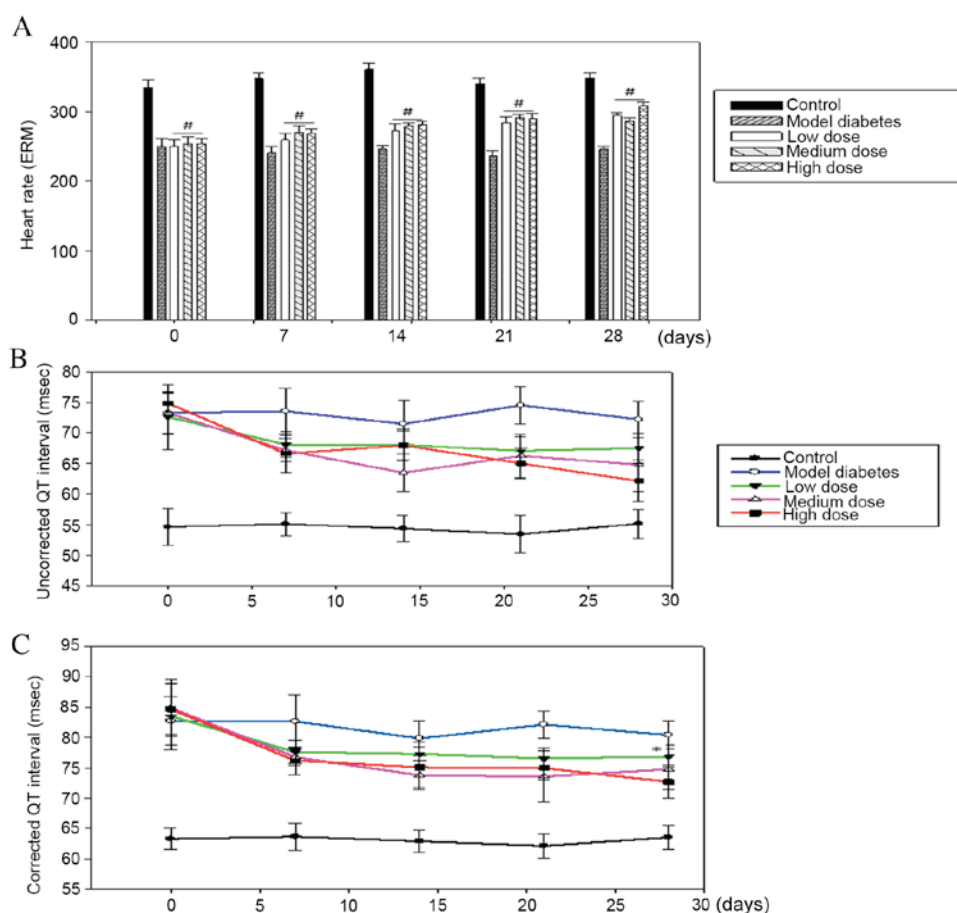 A
Heart rate (ERM)
400
300
200
100
0
# # # # #
0 7 14 21 28 (days)
Control
Model diabetes
Low dose
Medium dose
High dose
B
Uncorrected QT interval (msec)
80
75
70
65
60
55
50
45
0 5 10 15 20 25 30
Control
Model diabetes
Low dose
Medium dose
High dose
C
Corrected QT interval (msec)
95
90
85
80
75
70
65
60
55
*
0 5 10 15 20 25 30 (days)